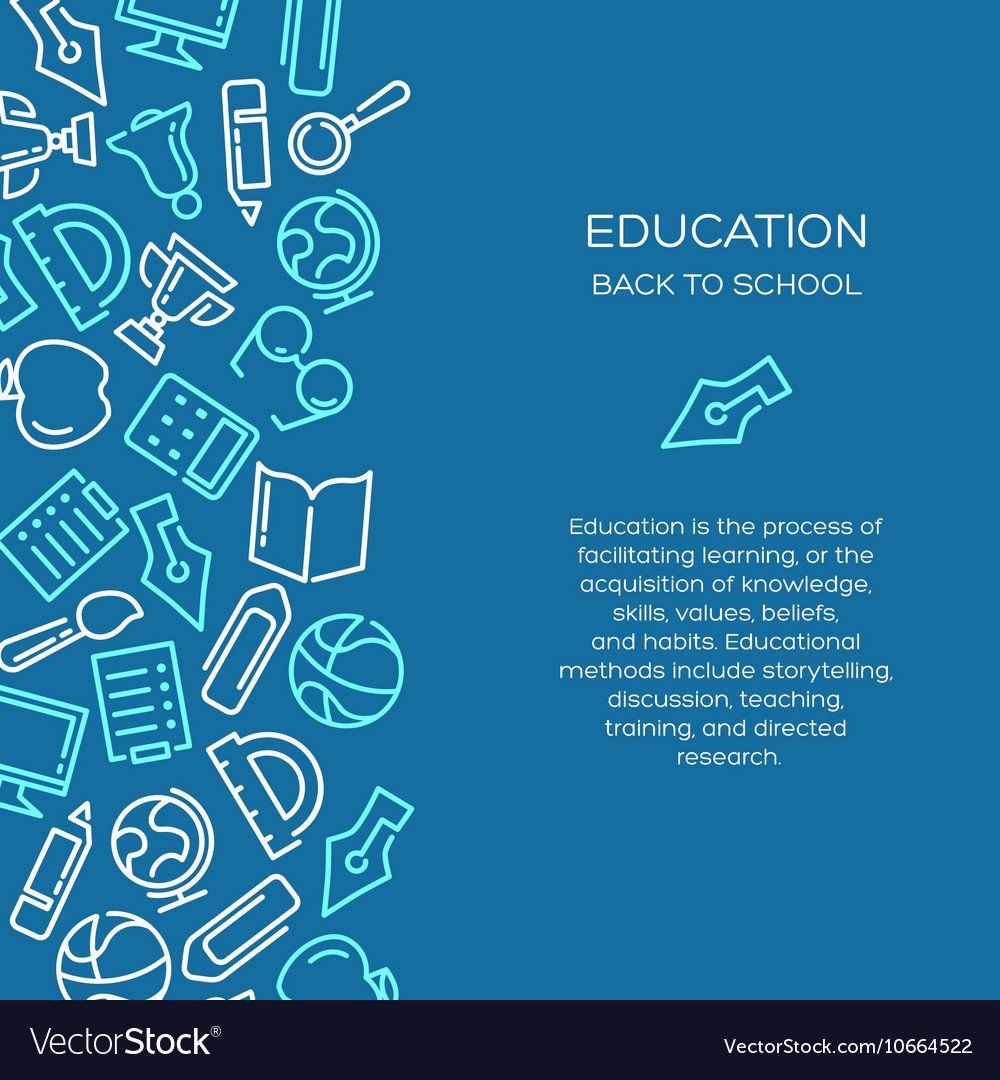 EDUCATION
BACK TO SCHOOL
Education is the process of
facilitating learning, or the
acquisition of knowledge,
skills, values, beliefs,
and habits. Educational
methods include storytelling,
discussion, teaching,
training, and directed
research.
VectorStock®
VectorStock.com/10664522